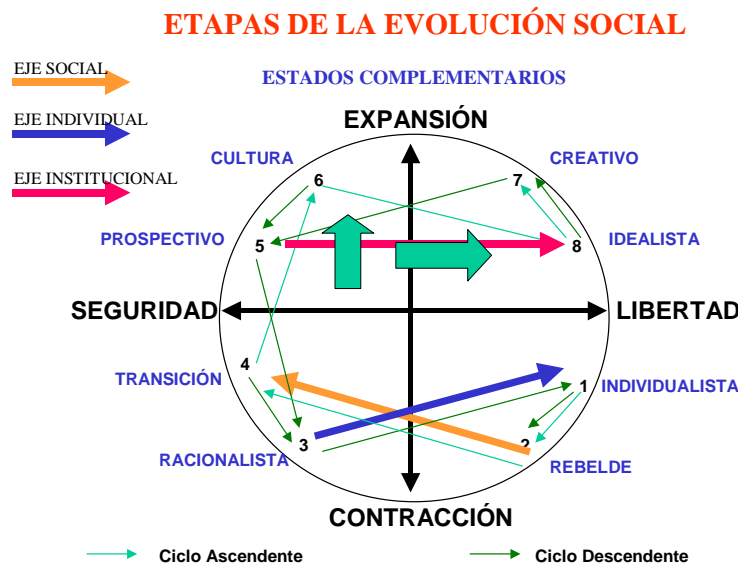 ETAPAS DE LA EVOLUCIÓN SOCIAL
EJE SOCIAL
ESTADOS COMPLEMENTARIOS
EJE INDIVIDUAL
EXPANSIÓN
CULTURA
CREATIVO
EJE INSTITUCIONAL
6
7
PROSPECTIVO
5
8
IDEALISTA
SEGURIDAD
LIBERTAD
4
TRANSICIÓN
1
INDIVIDUALISTA
3
2
RACIONALISTA
REBELDE
CONTRACCIÓN
Ciclo Ascendente
Ciclo Descendente